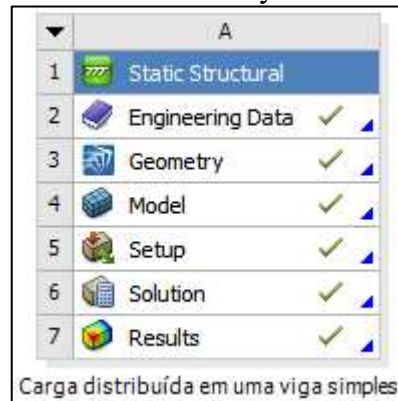 A
1 Static Structural
2 Engineering Data
3 Geometry
4 Model
5 Setup
6 Solution
7 Results
Carga distribuída em uma viga simples